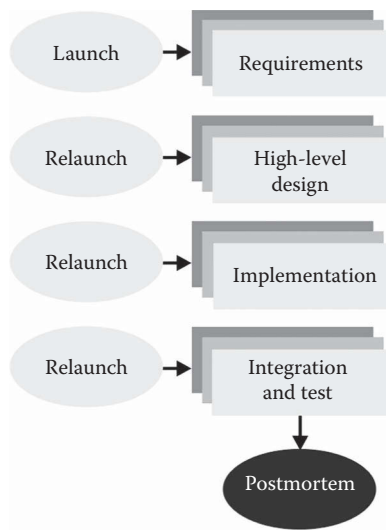 Launch
Requirements
Relaunch
High-level
design
Relaunch
Implementation
Relaunch
Integration
and test
Postmortem